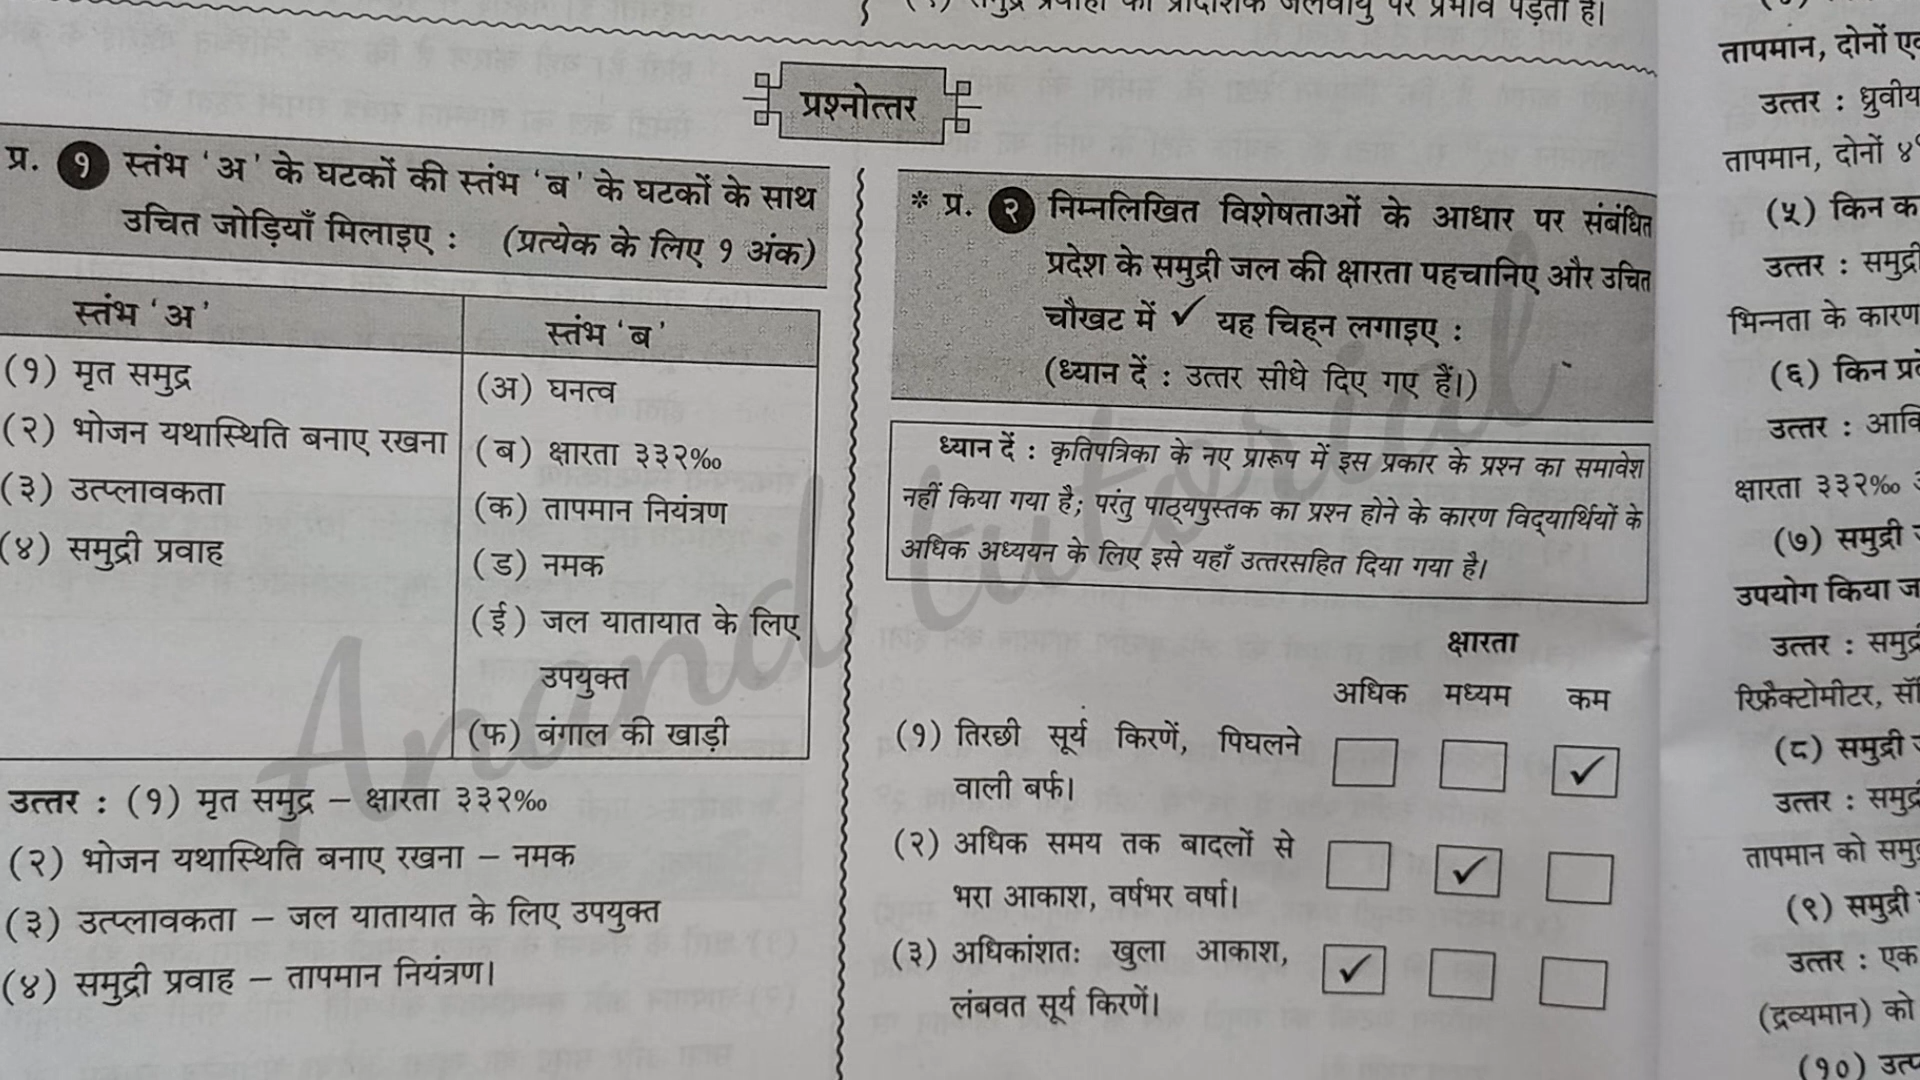 समुद्र प्रवाहों का प्रादेशिक जलवायु पर प्रभाव पड़ता है।
प्रश्नोत्तर
प्र. १ स्तंभ 'अ' के घटकों की स्तंभ 'ब' के घटकों के साथ
उचित जोड़ियाँ मिलाइए : (प्रत्येक के लिए १ अंक)
स्तंभ 'अ' स्तंभ 'ब'
(१) मृत समुद्र (अ) घनत्व
(२) भोजन यथास्थिति बनाए रखना (ब) क्षारता ३३२‰
(३) उत्प्लावकता (क) तापमान नियंत्रण
(४) समुद्री प्रवाह (ड) नमक
(ई) जल यातायात के लिए
उपयुक्त
(फ) बंगाल की खाड़ी
उत्तर : (१) मृत समुद्र – क्षारता ३३२‰
(२) भोजन यथास्थिति बनाए रखना – नमक
(३) उत्प्लावकता – जल यातायात के लिए उपयुक्त
(४) समुद्री प्रवाह – तापमान नियंत्रण।
* प्र. २ निम्नलिखित विशेषताओं के आधार पर संबंधित
प्रदेश के समुद्री जल की क्षारता पहचानिए और उचित
चौखट में ✓ यह चिह्न लगाइए :
(ध्यान दें : उत्तर सीधे दिए गए हैं।)
ध्यान दें : कृतिपत्रिका के नए प्रारूप में इस प्रकार के प्रश्न का समावेश
नहीं किया गया है; परंतु पाठ्यपुस्तक का प्रश्न होने के कारण विद्यार्थियों के
अधिक अध्ययन के लिए इसे यहाँ उत्तरसहित दिया गया है।
क्षारता
अधिक मध्यम कम
(१) तिरछी सूर्य किरणें, पिघलने ✓
वाली बर्फ।
(२) अधिक समय तक बादलों से ✓
भरा आकाश, वर्षभर वर्षा।
(३) अधिकांशतः खुला आकाश, ✓
लंबवत सूर्य किरणें।
तापमान, दोनों
उत्तर : ध्रुवीय
तापमान, दोनों
(५) किन
उत्तर : समुद्री
भिन्नता के कारण
(६) किन
उत्तर :
क्षारता ३३२‰
(७) समुद्री
उपयोग किया
उत्तर :
रिफ्रैक्टोमीटर,
(८) समुद्री
उत्तर :
तापमान को
(९) समुद्री
उत्तर : एक
(द्रव्यमान) को
(१०)
Anand tutorial